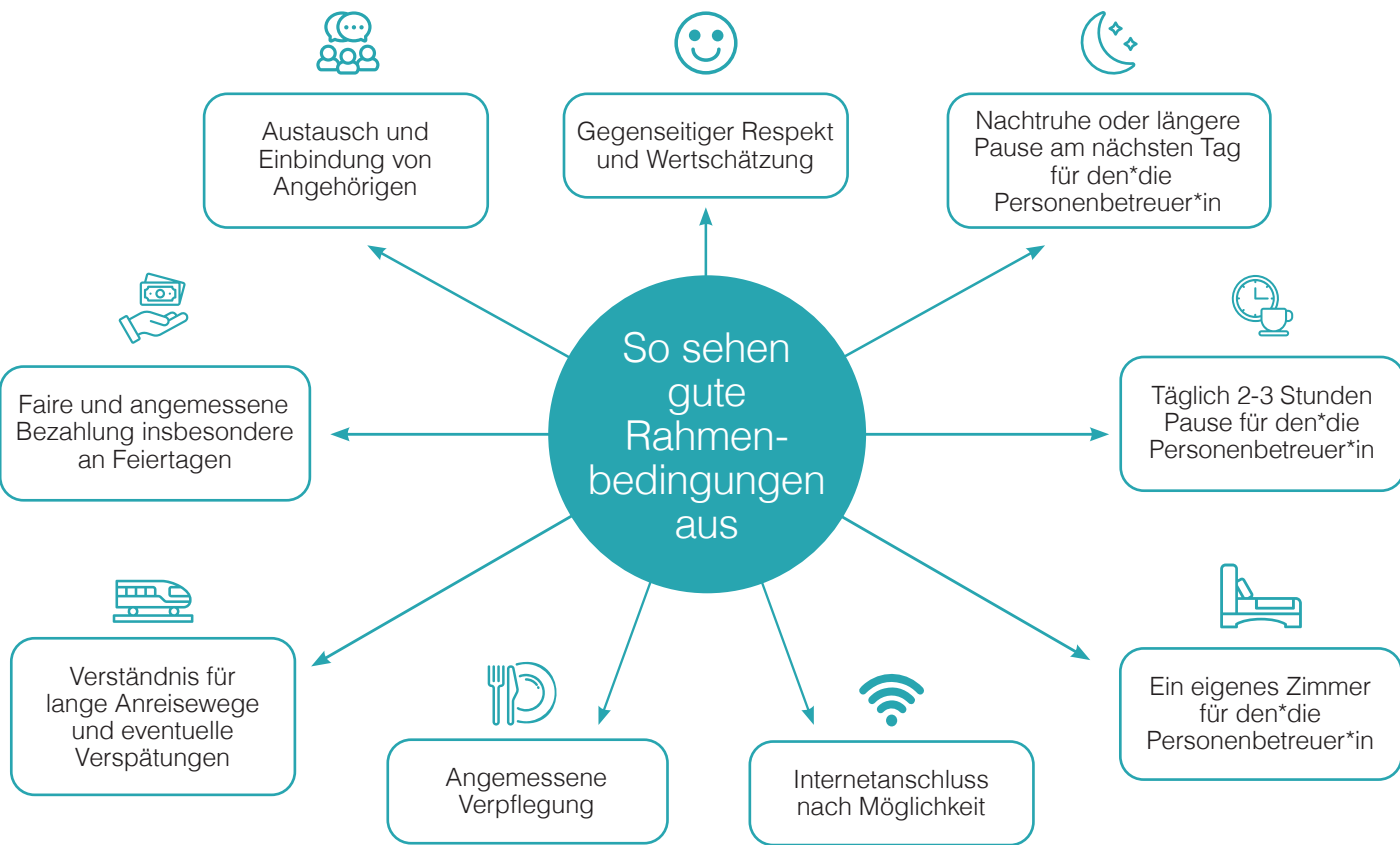 Austausch und
Einbindung von
Angehörigen
Gegenseitiger Respekt
und Wertschätzung
Nachtruhe oder längere
Pause am nächsten Tag
für den*die
Personenbetreuer*in
Faire und angemessene
Bezahlung insbesondere
an Feiertagen
So sehen
gute
Rahmen-
bedingungen
aus
Täglich 2-3 Stunden
Pause für den*die
Personenbetreuer*in
Verständnis für
lange Anreisewege
und eventuelle
Verspätungen
Angemessene
Verpflegung
Internetanschluss
nach Möglichkeit
Ein eigenes Zimmer
für den*die
Personenbetreuer*in